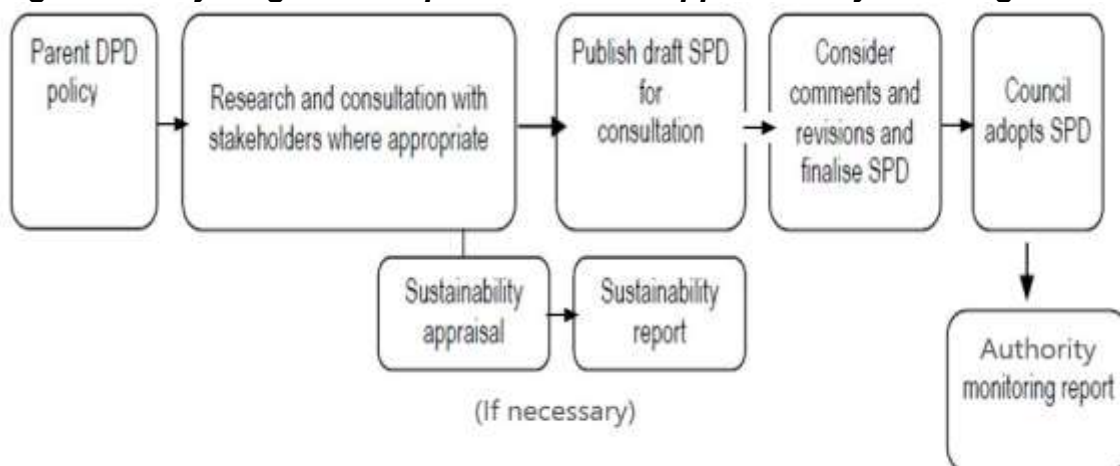 Parent DPD
policy
Research and consultation with
stakeholders where appropriate
Publish draft SPD
for
consultation
Consider
comments and
revisions and
finalise SPD
Council
adopts SPD
Sustainability
appraisal
Sustainability
report
(If necessary)
Authority
monitoring report